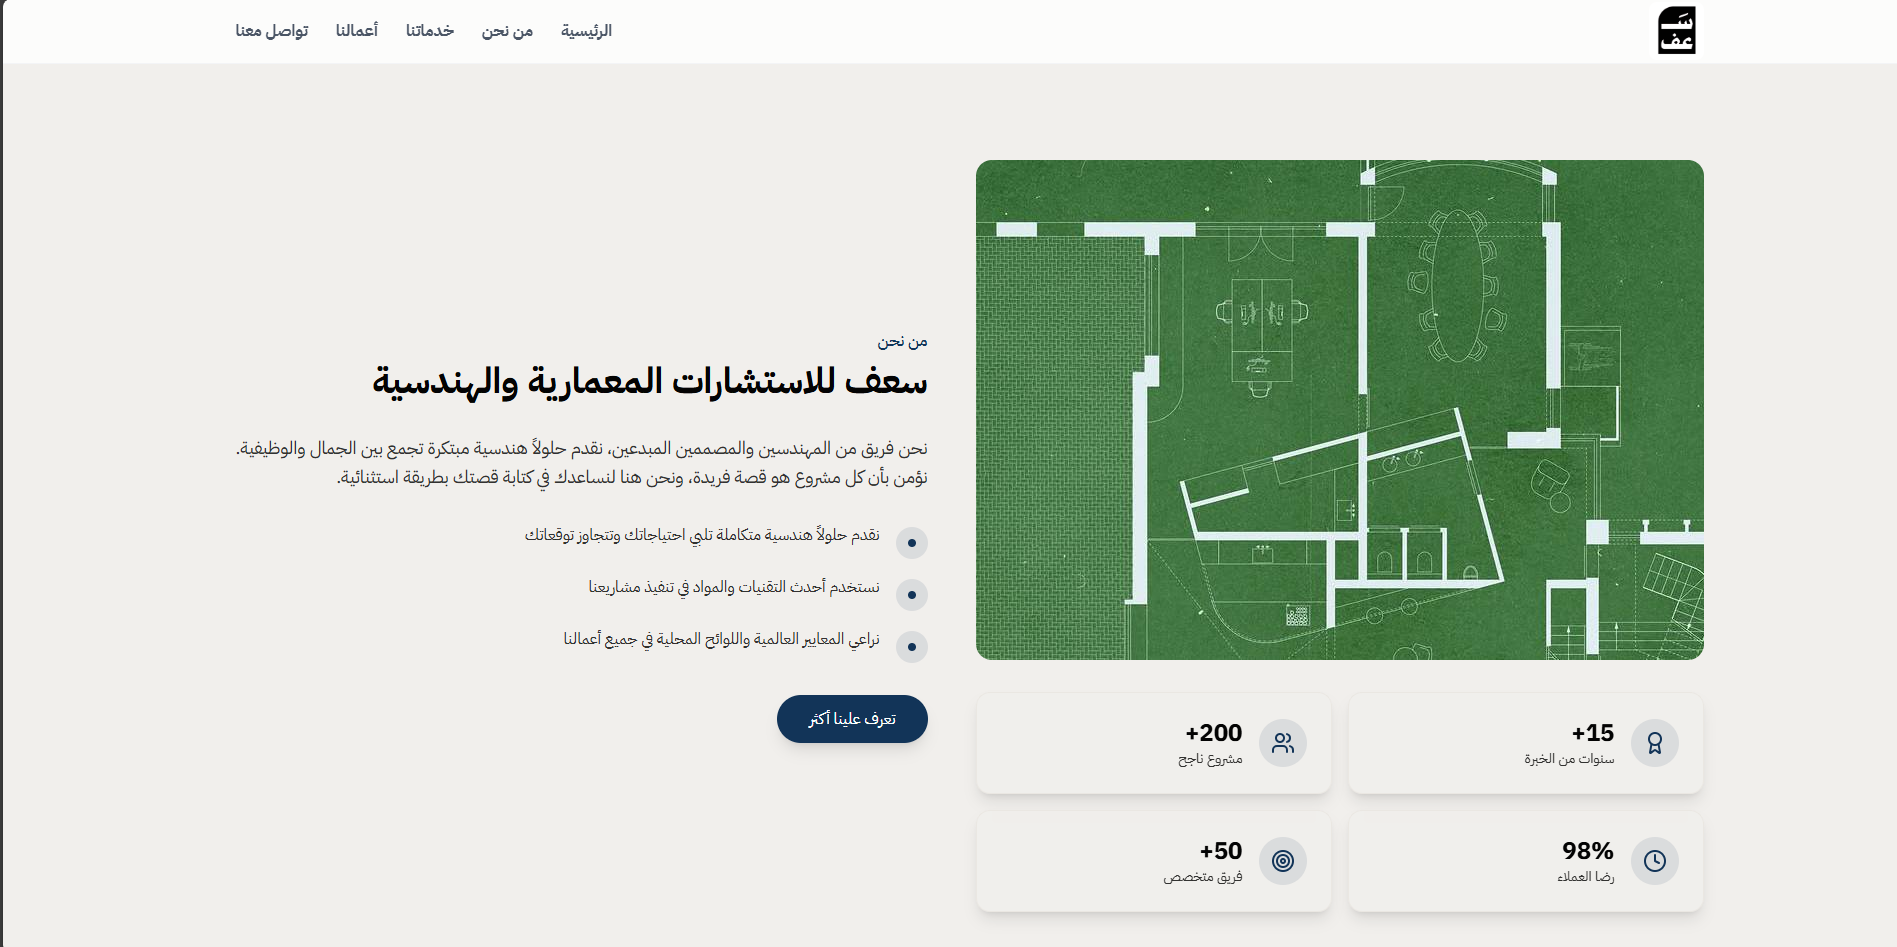 سَـ
عف
الرئيسية
من نحن
خدماتنا
أعمالنا
تواصل معنا
+15
سنوات من الخبرة
+200
مشروع ناجح
98%
رضا العملاء
+50
فريق متخصص
من نحن
سعف للاستشارات المعمارية والهندسية
نحن فريق من المهندسين والمصممين المبدعين، نقدم حلولاً هندسية مبتكرة تجمع بين الجمال والوظيفية.
نؤمن بأن كل مشروع هو قصة فريدة، ونحن هنا لنساعدك في كتابة قصتك بطريقة استثنائية.
نقدم حلولاً هندسية متكاملة تلبي احتياجاتك وتتجاوز توقعاتك
نستخدم أحدث التقنيات والمواد في تنفيذ مشاريعنا
نراعي المعايير العالمية واللوائح المحلية في جميع أعمالنا
تعرف علينا أكثر